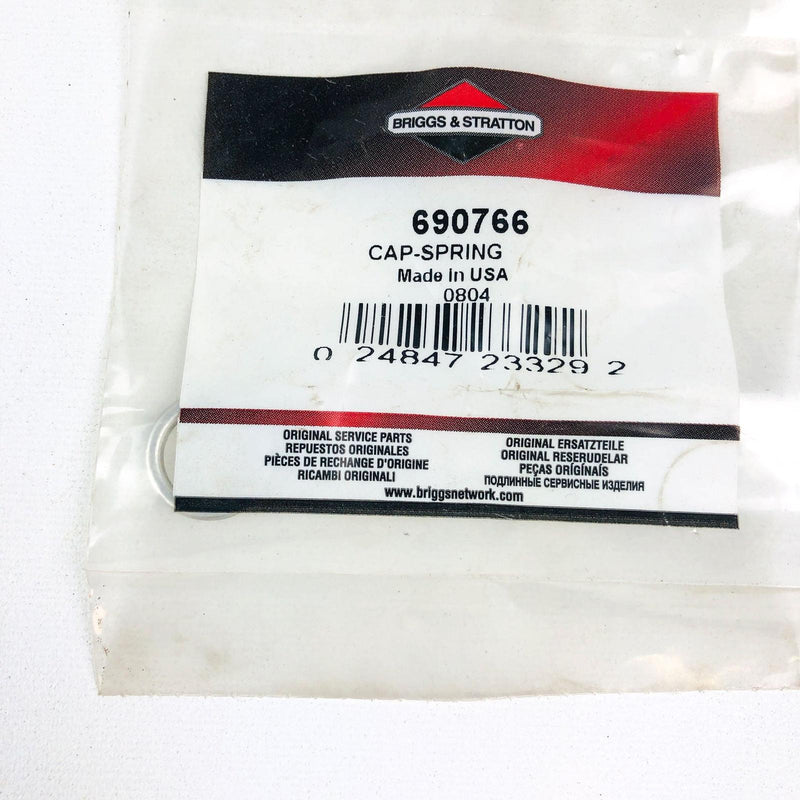 BRIGGS & STRATTON
690766
CAP-SPRING
Made in USA
0804
0 24847 23329 2
ORIGINAL SERVICE PARTS
REPUESTOS ORIGINALES
PIÈCES DE RECHANGE D'ORIGINE
RICAMBI ORIGINALI
ORIGINAL ERSATZTEILE
ORIGINAL RESERUDELAR
PEÇAS ORÍGÍNAÍS
ПОДЛИННЫЕ СЕРВИСНЫЕ ИЗДЕЛИЯ
www.briggsnetwork.com